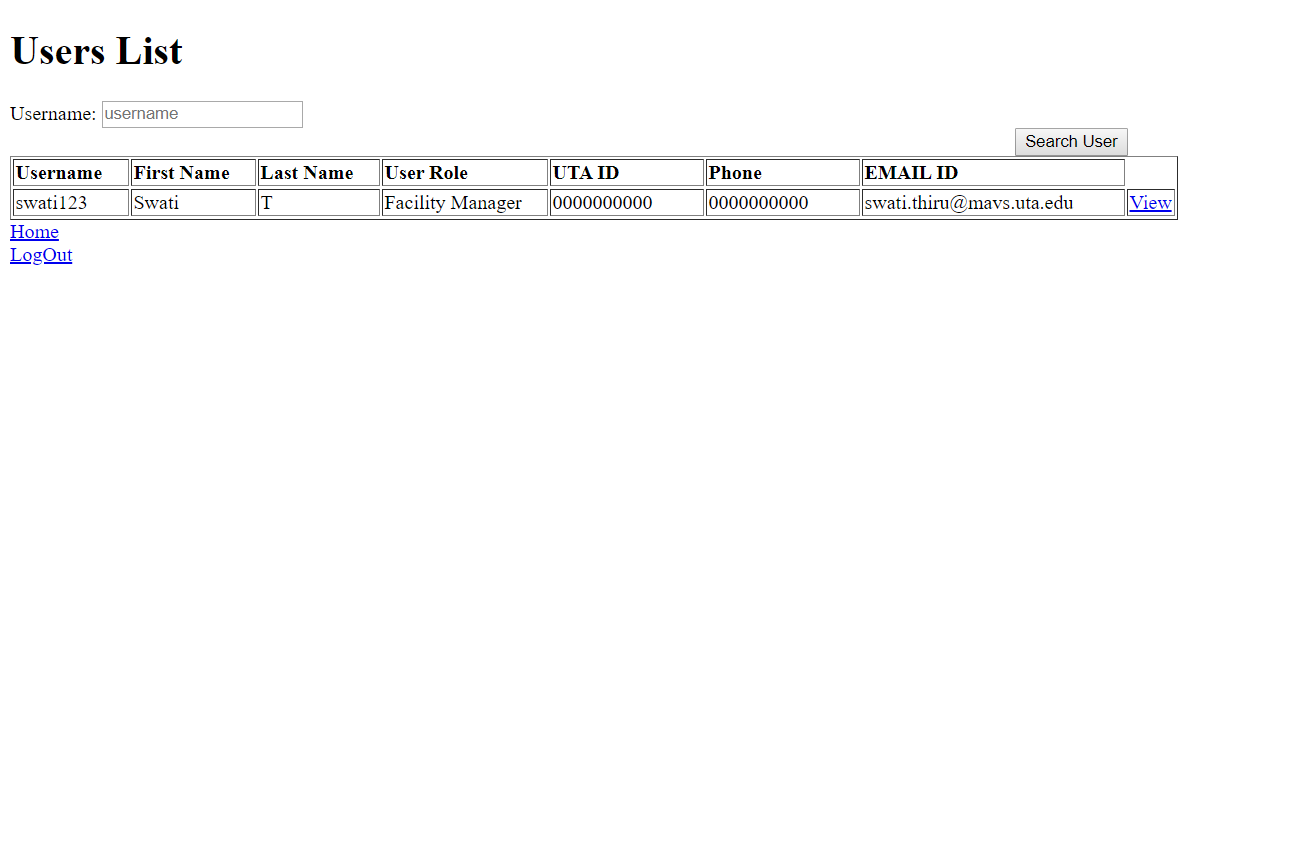 Users List
Username: username
Search User
Username First Name Last Name User Role UTA ID Phone EMAIL ID
swati123 Swati T Facility Manager 0000000000 0000000000 swati.thiru@mavs.uta.edu View
Home
LogOut